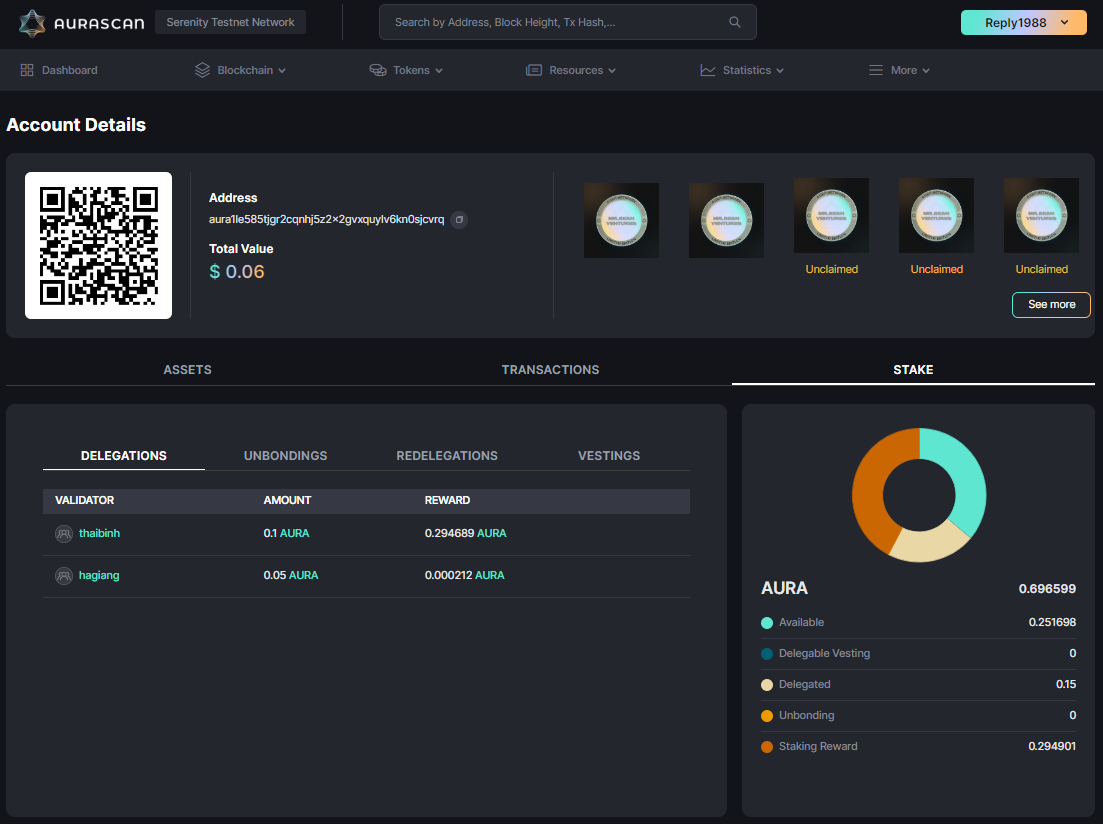 AURASCAN
Serenity Testnet Network
Search by Address, Block Height, Tx Hash,...
Reply1988
Dashboard
Blockchain
Tokens
Resources
Statistics
More
Account Details
Address
aura1le585tjgr2cqnhj5z2x2gvxquylv6kn0sjcvrq
Total Value
$ 0.06
Unclaimed
Unclaimed
Unclaimed
See more
ASSETS
TRANSACTIONS
STAKE
DELEGATIONS
UNBONDINGS
REDELEGATIONS
VESTINGS
VALIDATOR AMOUNT REWARD
thaibinh 0.1 AURA 0.294689 AURA
hagiang 0.05 AURA 0.000212 AURA
AURA 0.696599
Available 0.251698
Delegable Vesting 0
Delegated 0.15
Unbonding 0
Staking Reward 0.294901